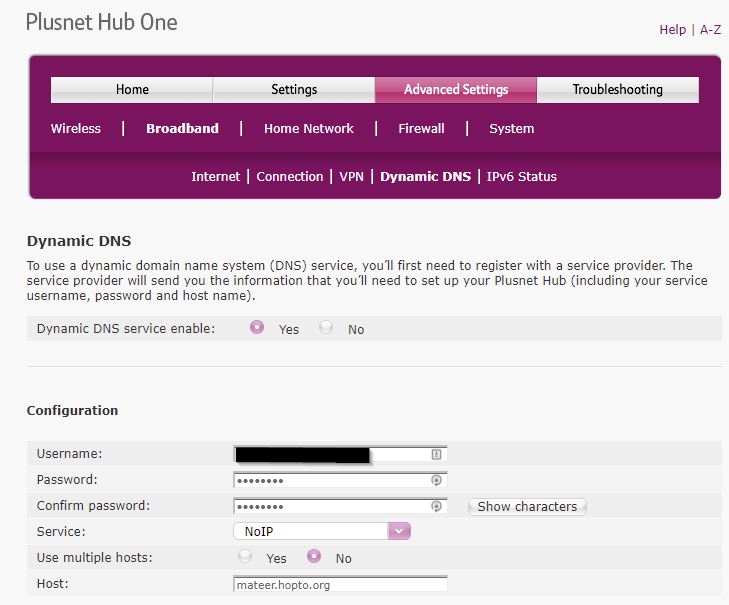 Plusnet Hub One
Help | A-Z
Home Settings Advanced Settings Troubleshooting
Wireless | Broadband | Home Network | Firewall | System
Internet | Connection | VPN | Dynamic DNS | IPv6 Status
Dynamic DNS
To use a dynamic domain name system (DNS) service, you'll first need to register with a service provider. The
service provider will send you the information that you'll need to set up your Plusnet Hub (including your service
username, password and host name).
Dynamic DNS service enable: Yes No
Configuration
Username:
Password: ••••••••
Confirm password: •••••••• Show characters
Service: NoIP
Use multiple hosts: Yes No
Host: mateer.hopto.org